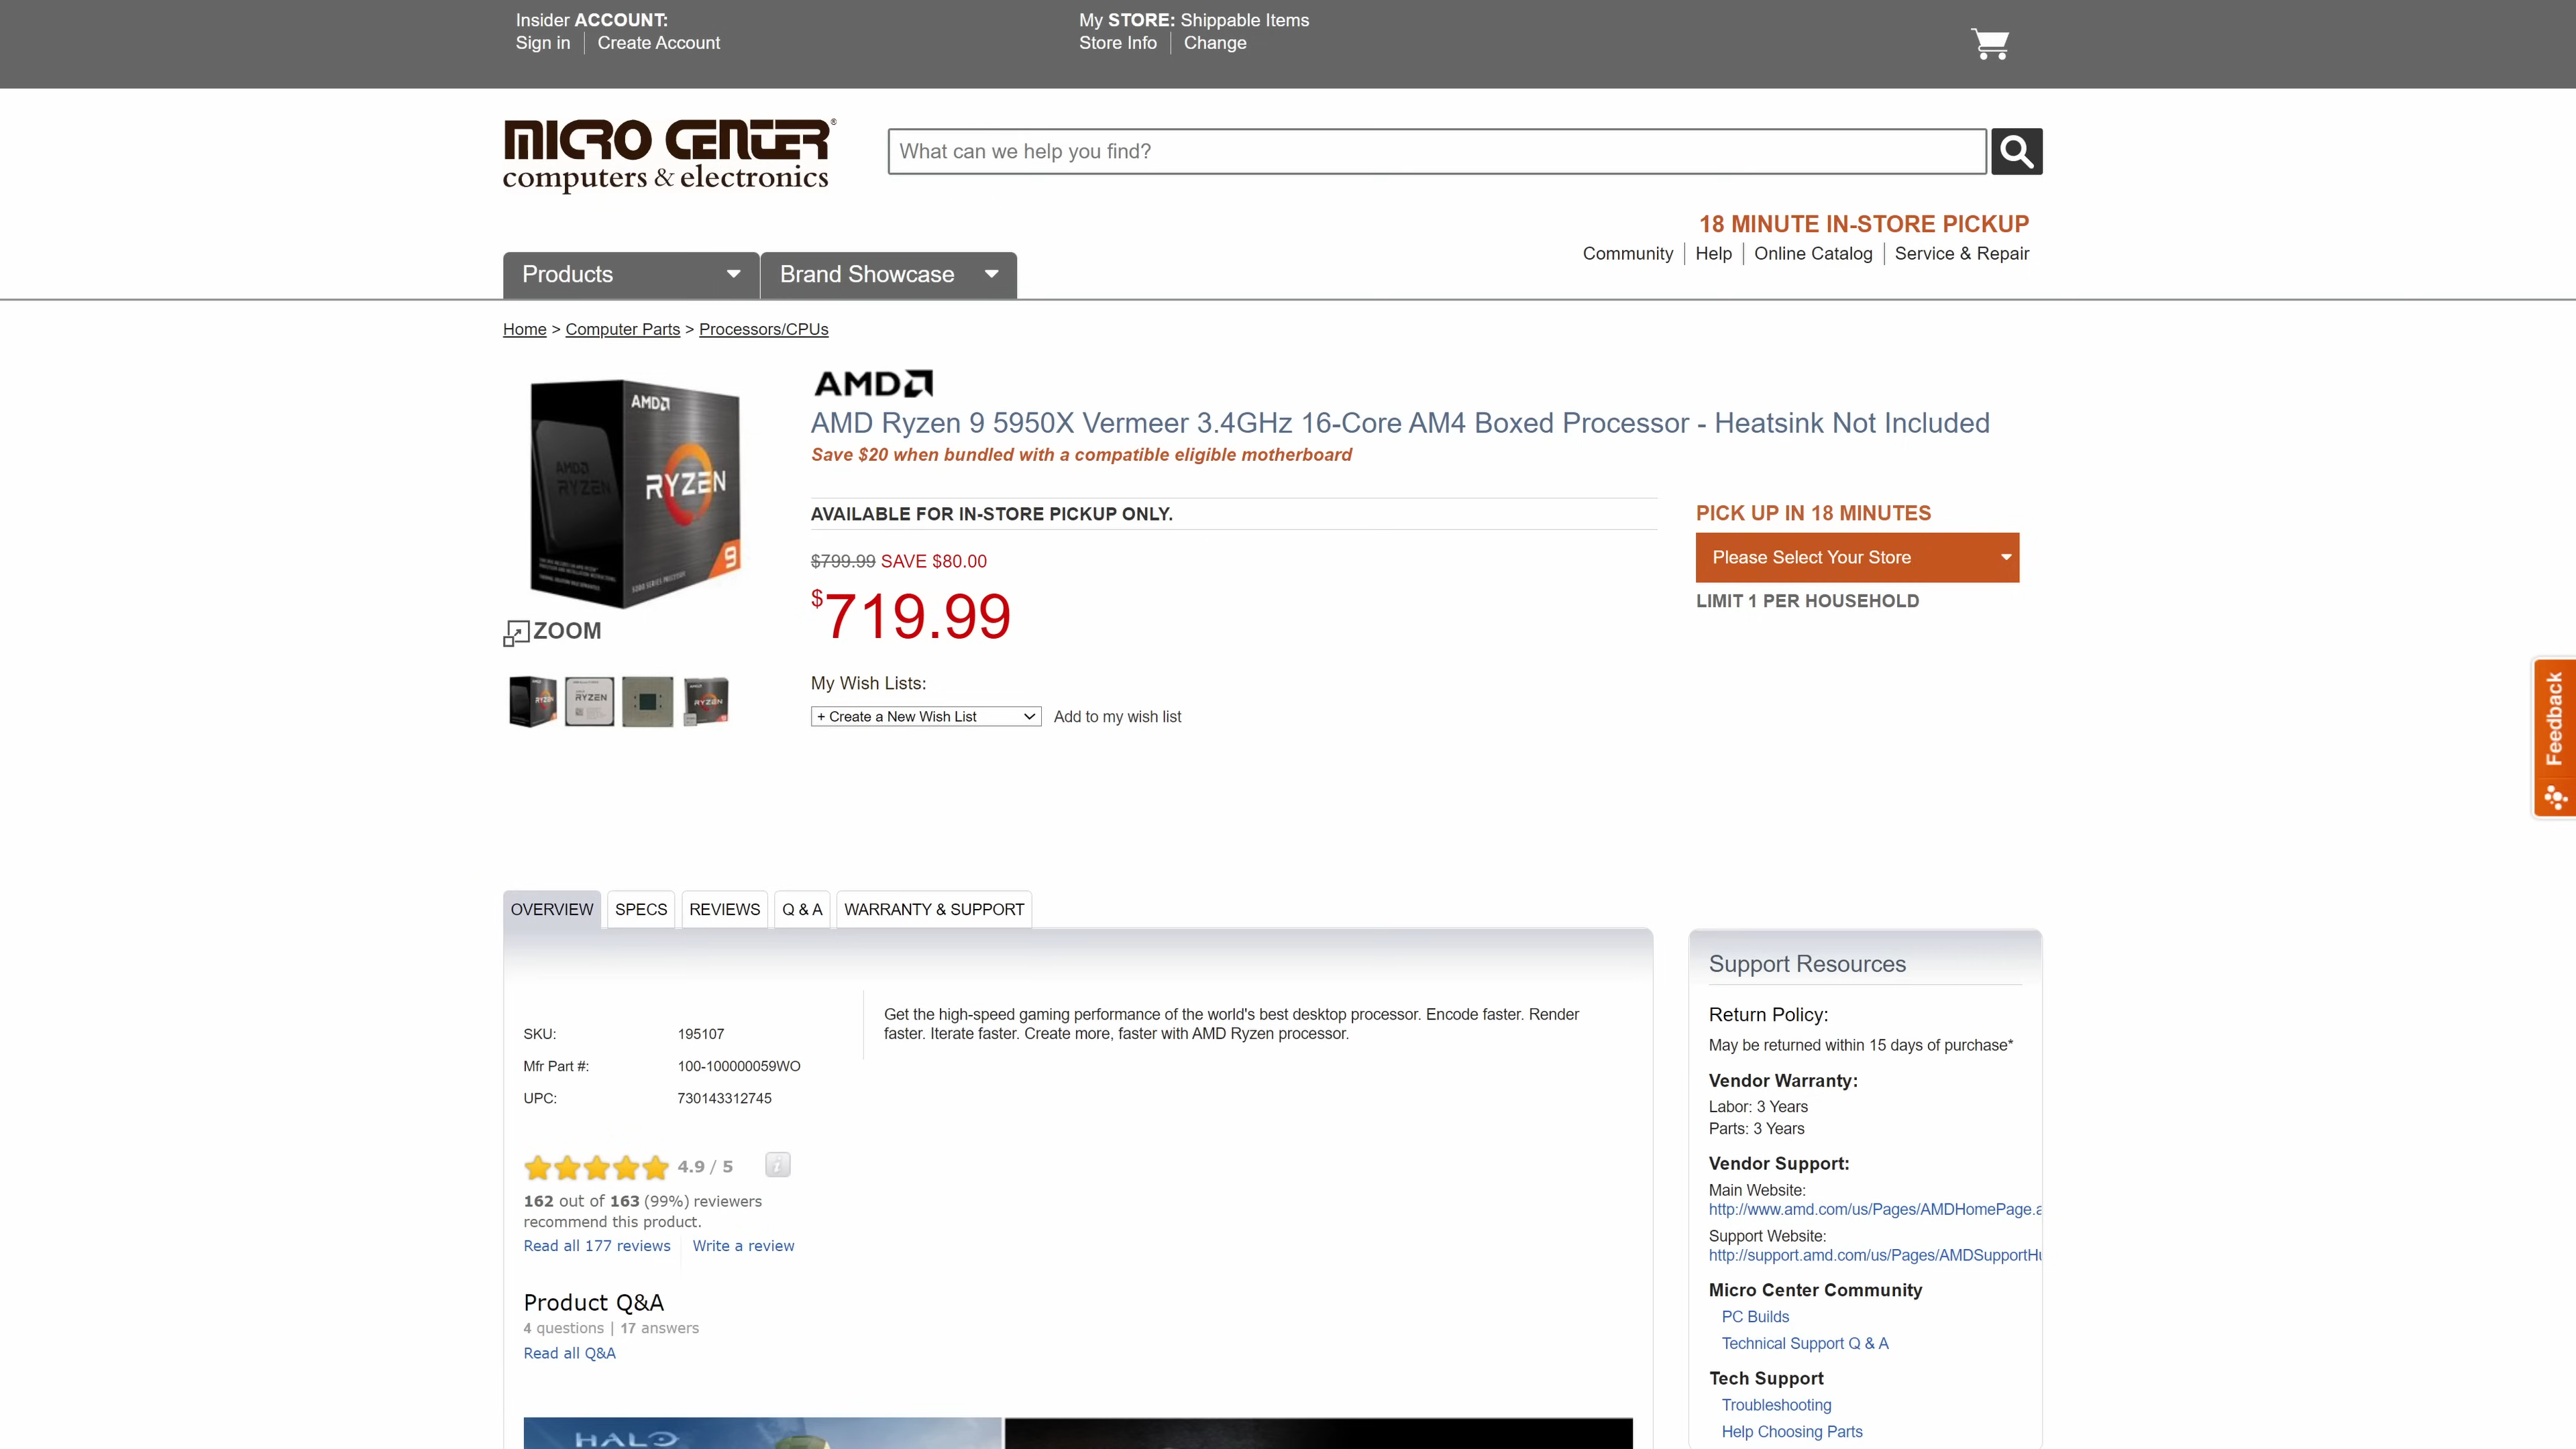 Insider ACCOUNT:
Sign in
Create Account
My STORE: Shippable Items
Store Info
Change
MICRO CENTER®
computers & electronics
What can we help you find?
18 MINUTE IN-STORE PICKUP
Community
Help
Online Catalog
Service & Repair
Products
Brand Showcase
Home > Computer Parts > Processors/CPUs
AMD
RYZEN
9
AMD
RYZEN
AMD
AMD Ryzen 9 5950X Vermeer 3.4GHz 16-Core AM4 Boxed Processor - Heatsink Not Included
Save $20 when bundled with a compatible eligible motherboard
AVAILABLE FOR IN-STORE PICKUP ONLY.
$799.99 SAVE $80.00
$719.99
PICK UP IN 18 MINUTES
Please Select Your Store
LIMIT 1 PER HOUSEHOLD
ZOOM
RYZEN
RYZEN
RYZEN
My Wish Lists:
+ Create a New Wish List
Add to my wish list
Feedback
OVERVIEW
SPECS
REVIEWS
Q & A
WARRANTY & SUPPORT
SKU: 195107
Mfr Part #: 100-100000059WO
UPC: 730143312745
Get the high-speed gaming performance of the world's best desktop processor. Encode faster. Render
faster. Iterate faster. Create more, faster with AMD Ryzen processor.
4.9 / 5
162 out of 163 (99%) reviewers
recommend this product.
Read all 177 reviews
Write a review
Product Q&A
4 questions | 17 answers
Read all Q&A
HALO
Support Resources
Return Policy:
May be returned within 15 days of purchase*
Vendor Warranty:
Labor: 3 Years
Parts: 3 Years
Vendor Support:
Main Website:
http://www.amd.com/us/Pages/AMDHomePage.a
Support Website:
http://support.amd.com/us/Pages/AMDSupportHu
Micro Center Community
PC Builds
Technical Support Q & A
Tech Support
Troubleshooting
Help Choosing Parts